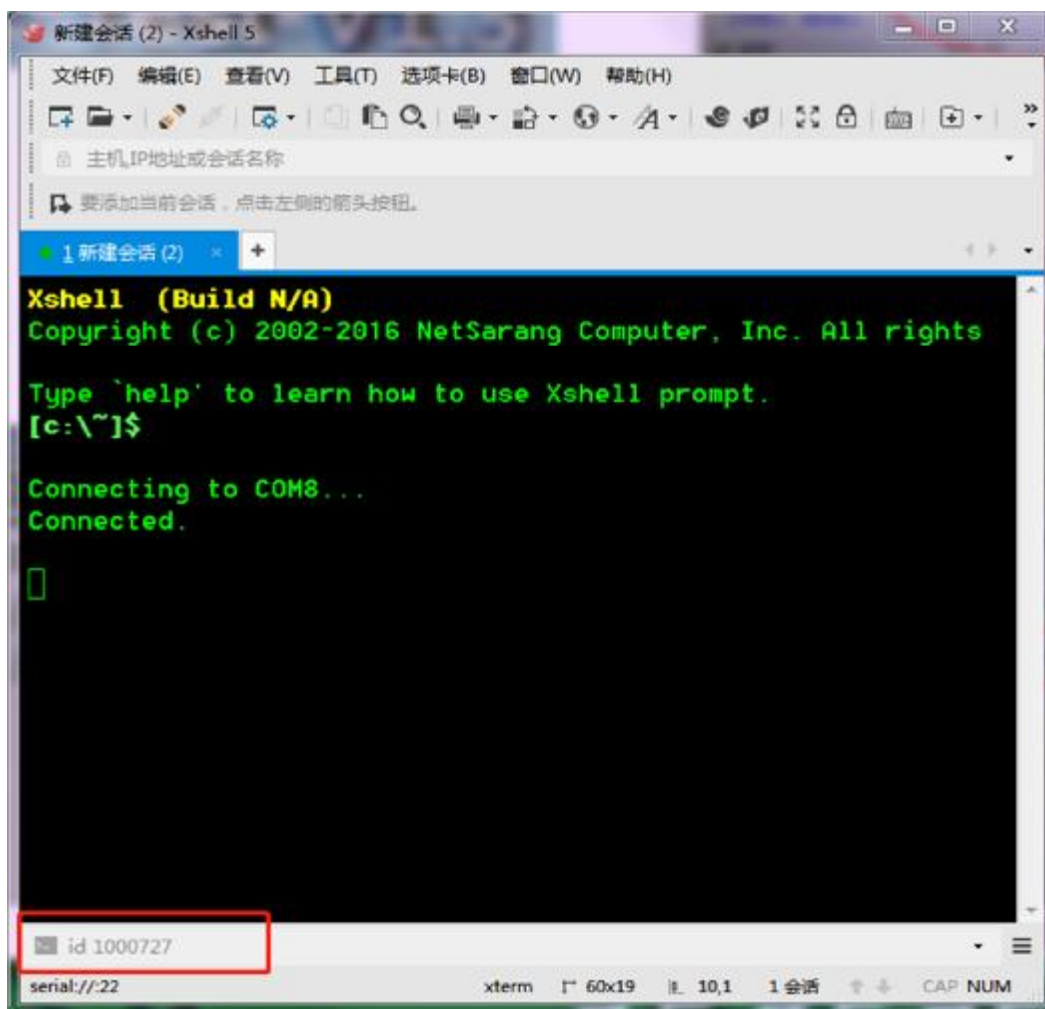 新建会话 (2) - Xshell 5
文件(F) 编辑(E) 查看(V) 工具(T) 选项卡(B) 窗口(W) 帮助(H)
主机,IP地址或会话名称
要添加当前会话，点击左侧的箭头按钮。
1 新建会话 (2) × +
Xshell (Build N/A)
Copyright (c) 2002-2016 NetSarang Computer, Inc. All rights
Type `help' to learn how to use Xshell prompt.
[c:\~]$
Connecting to COM8...
Connected.
id 1000727
serial://:22 xterm 60x19 10,1 1 会话 CAP NUM